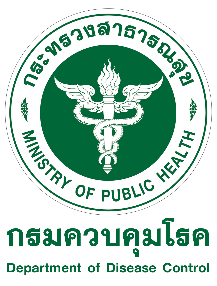 กระทรวงสาธารณสุข
MINISTRY OF PUBLIC HEALTH
กรมควบคุมโรค
Department of Disease Control